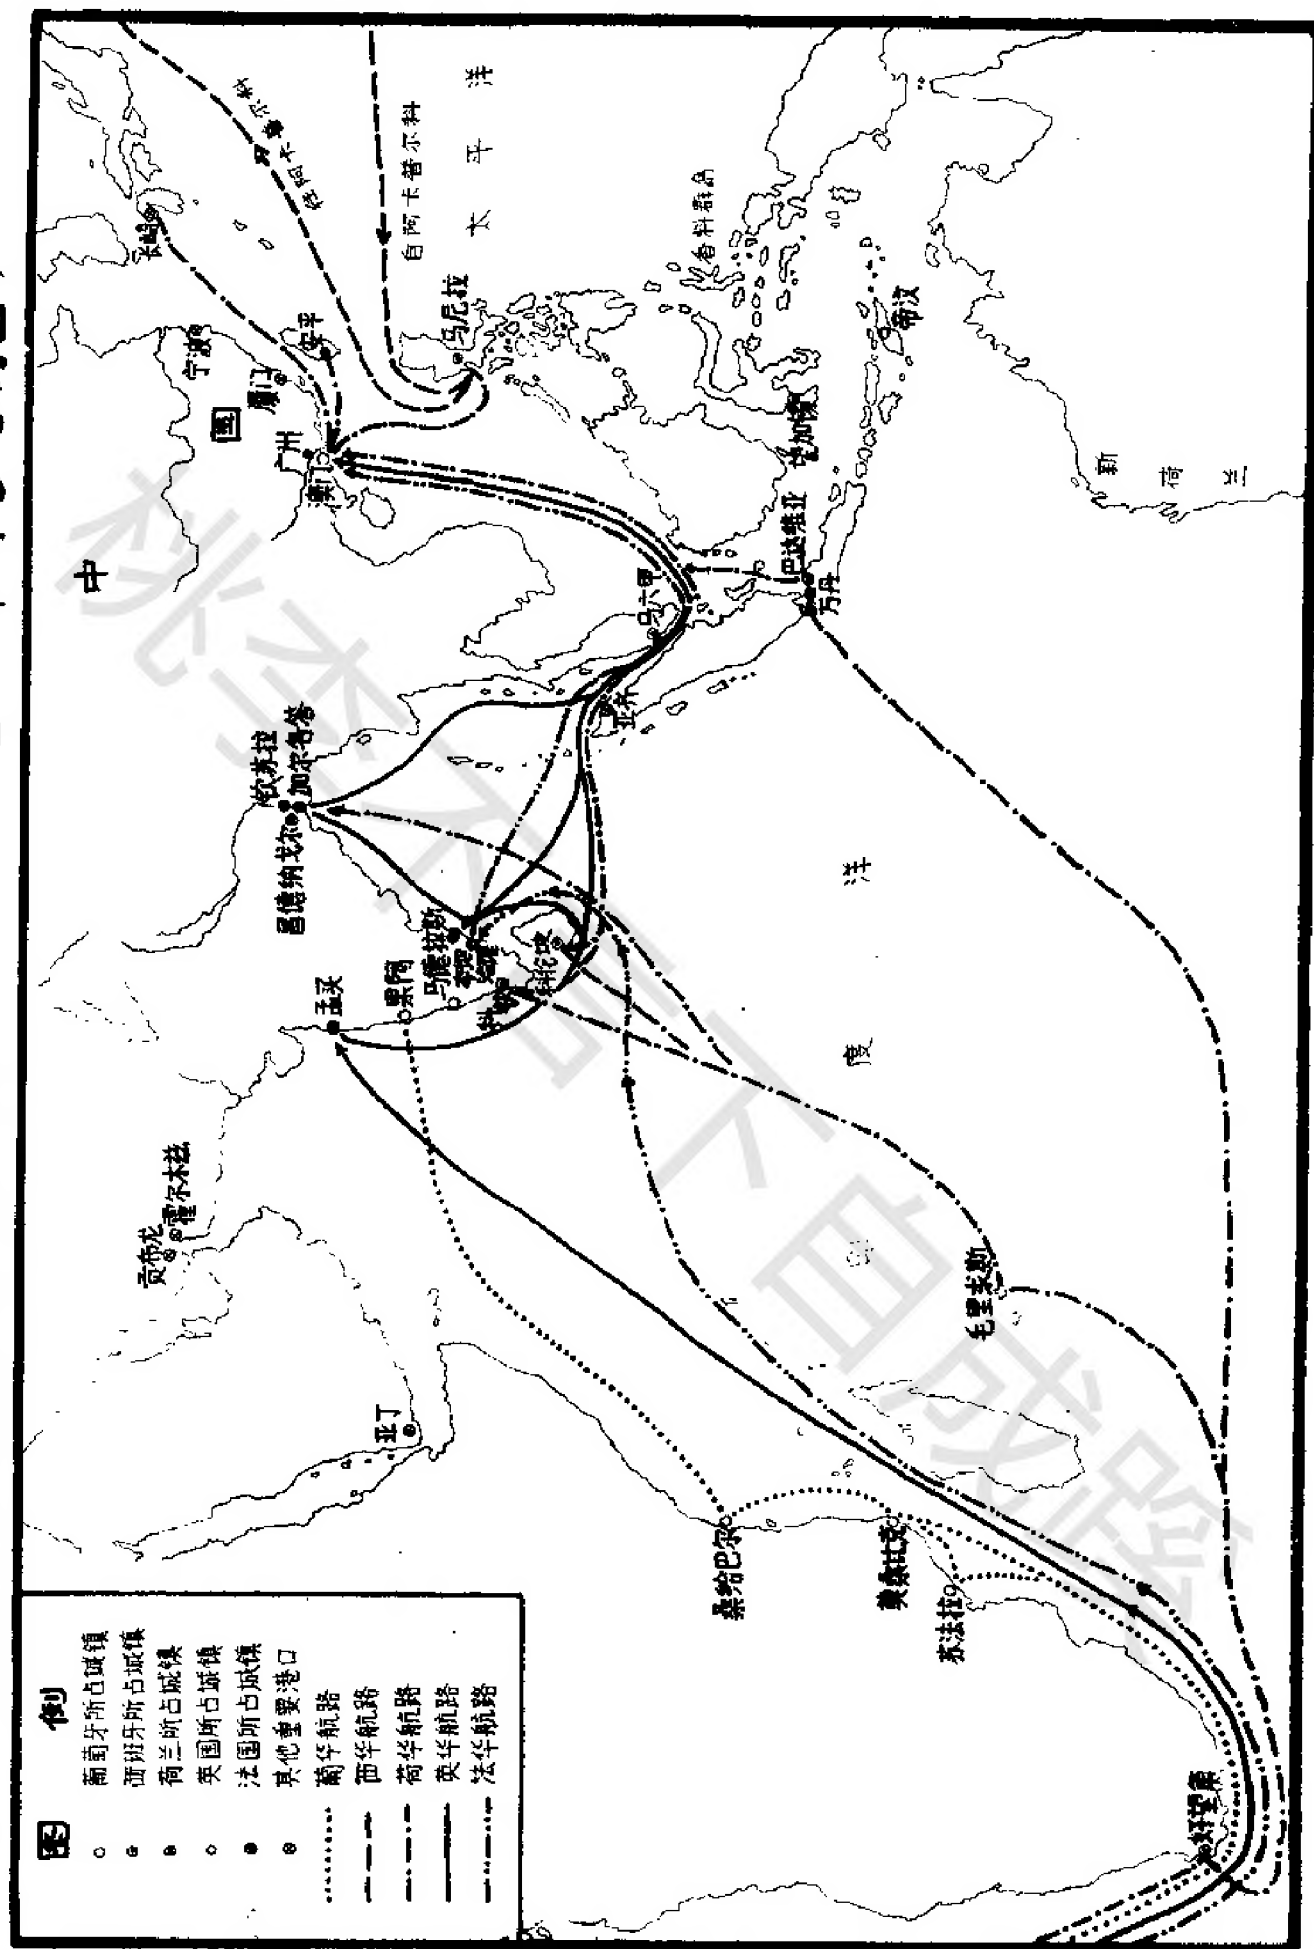 图例
葡萄牙所占城镇
西班牙所占城镇
荷兰所占城镇
英国所占城镇
法国所占城镇
其他重要港口
葡华航路
西华航路
荷华航路
英华航路
法华航路
中国
长崎
宁波
厦门
安平
广州
澳门
往阿卡普尔科
自阿卡普尔科
太平洋
马尼拉
香料群岛
帝汶
望加锡
巴达维亚
万丹
新荷兰
马六甲
亚齐
钦苏拉
加尔各答
昌德纳戈尔
马德拉斯
科伦坡
孟买
果阿
贡布龙
霍尔木兹
亚丁
印度洋
毛里求斯
桑给巴尔
莫桑比克
苏法拉
好望角
桃李不言下自成蹊